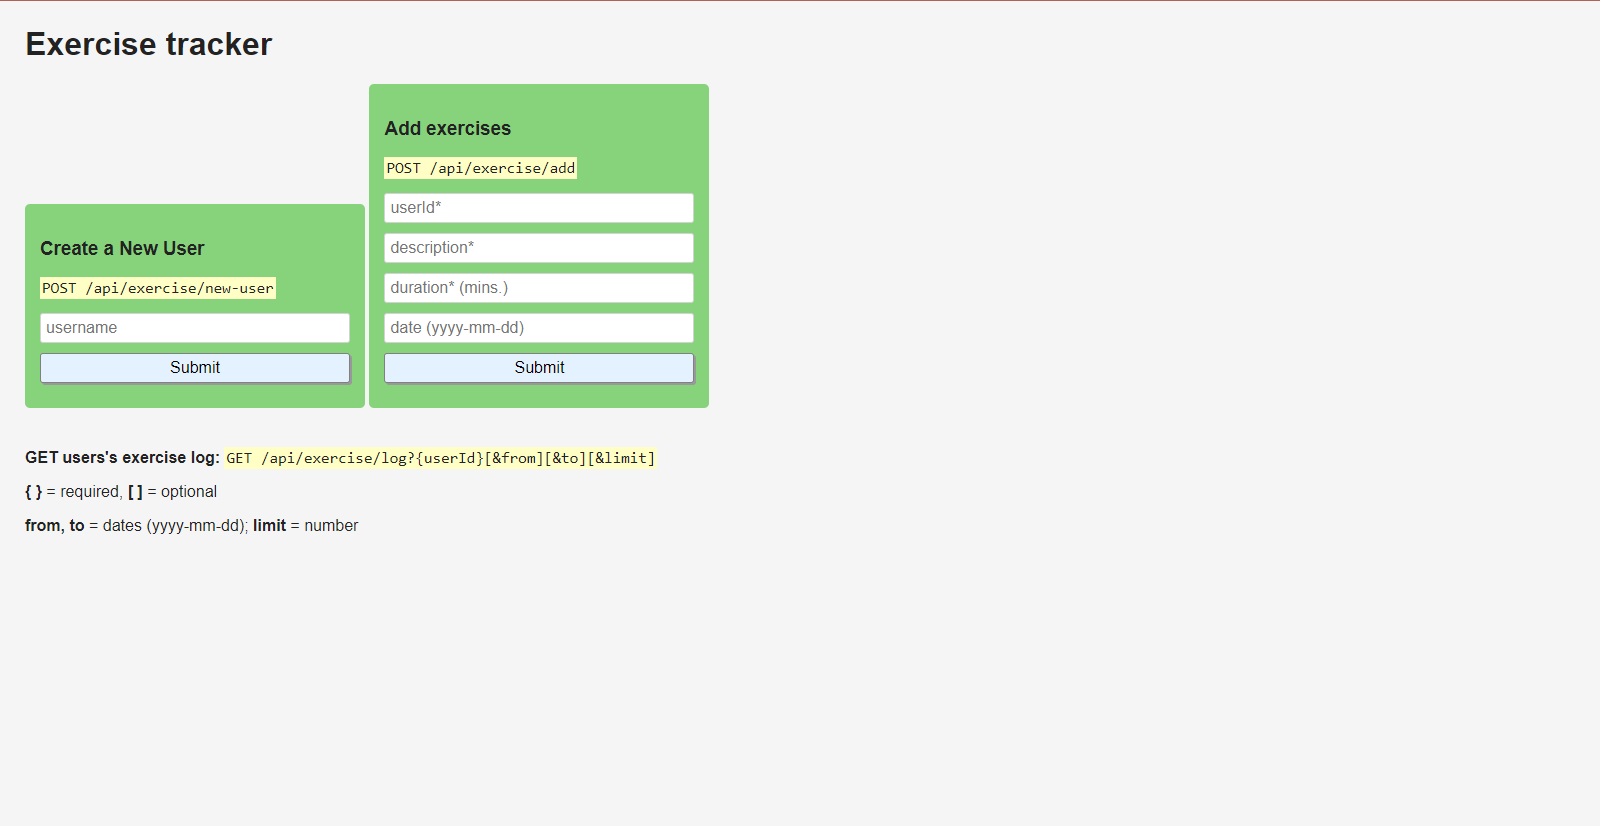 Exercise tracker
Create a New User
POST /api/exercise/new-user
username
Submit
Add exercises
POST /api/exercise/add
userId*
description*
duration* (mins.)
date (yyyy-mm-dd)
Submit
GET users's exercise log: GET /api/exercise/log?{userId}[&from][&to][&limit]
{ } = required, [ ] = optional
from, to = dates (yyyy-mm-dd); limit = number